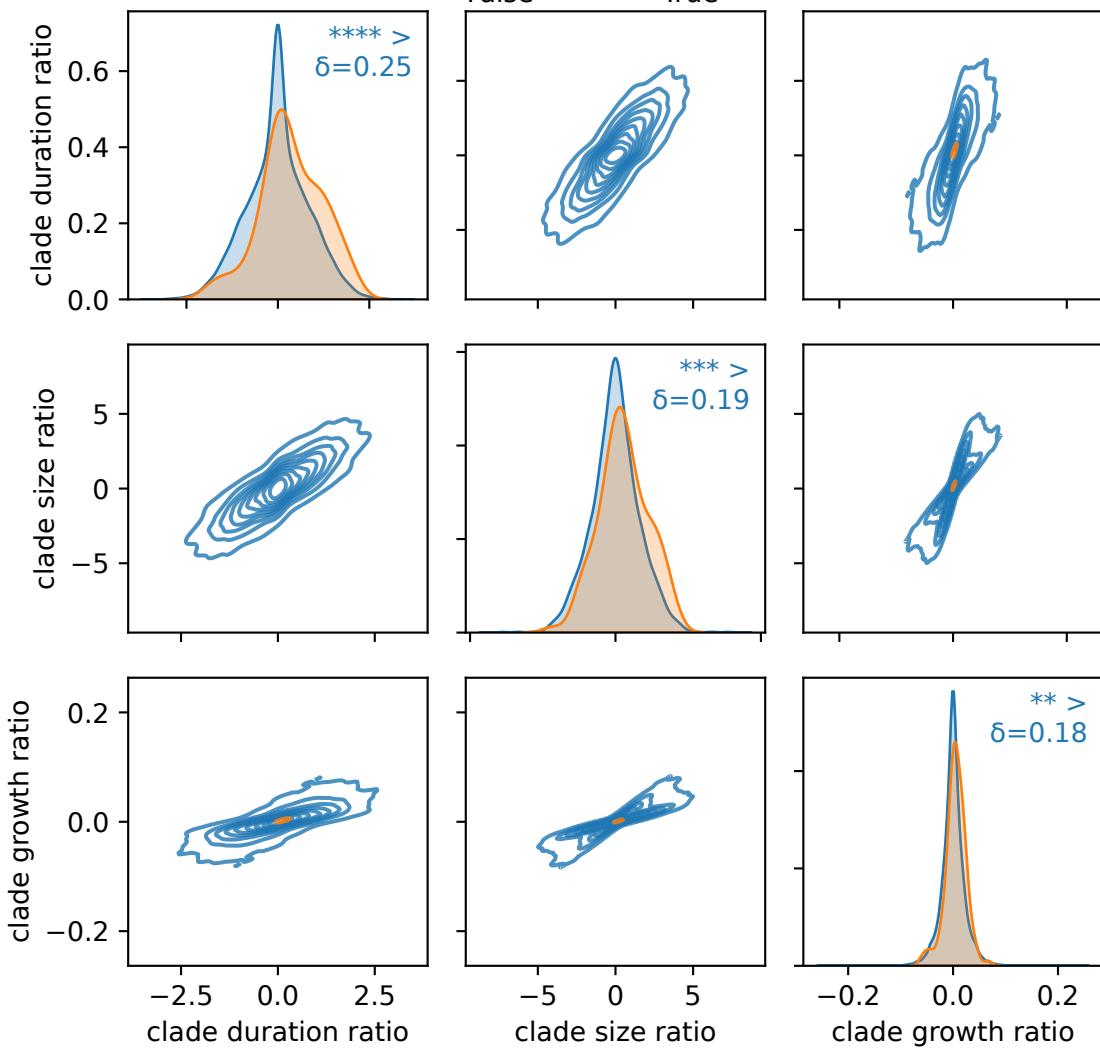 clade duration ratio
0.6
0.4
0.2
0.0
**** >
δ=0.25
clade size ratio
5
0
−5
*** >
δ=0.19
clade growth ratio
0.2
0.0
−0.2
** >
δ=0.18
−2.5 0.0 2.5
−5 0 5
−0.2 0.0 0.2
clade duration ratio
clade size ratio
clade growth ratio